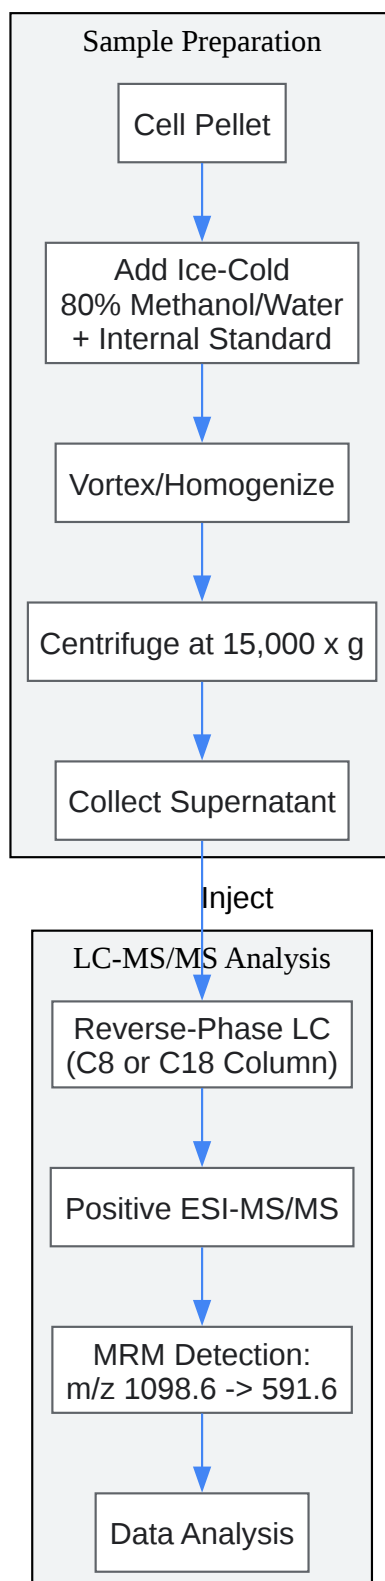 Sample Preparation
Cell Pellet
Add Ice-Cold
80% Methanol/Water
+ Internal Standard
Vortex/Homogenize
Centrifuge at 15,000 x g
Collect Supernatant
Inject
LC-MS/MS Analysis
Reverse-Phase LC
(C8 or C18 Column)
Positive ESI-MS/MS
MRM Detection:
m/z 1098.6 -> 591.6
Data Analysis